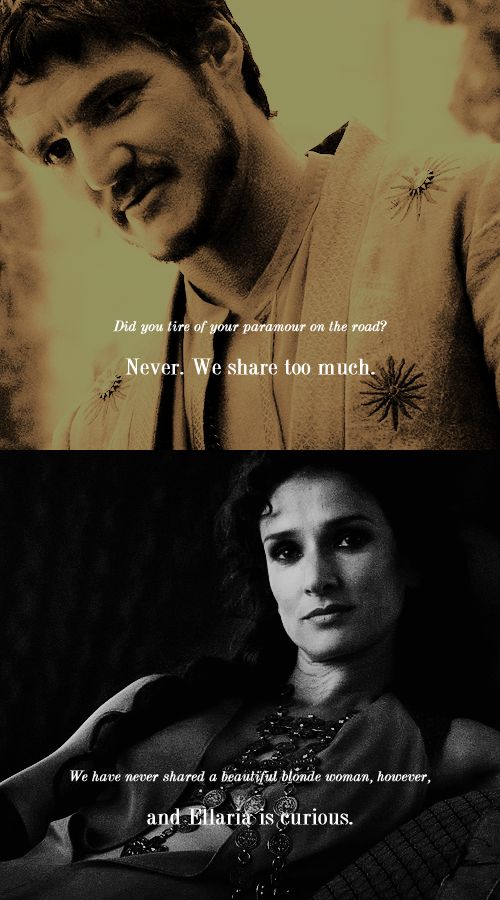 Did you tire of your paramour on the road?
Never. We share too much.
We have never shared a beautiful blonde woman, however,
and Ellaria is curious.